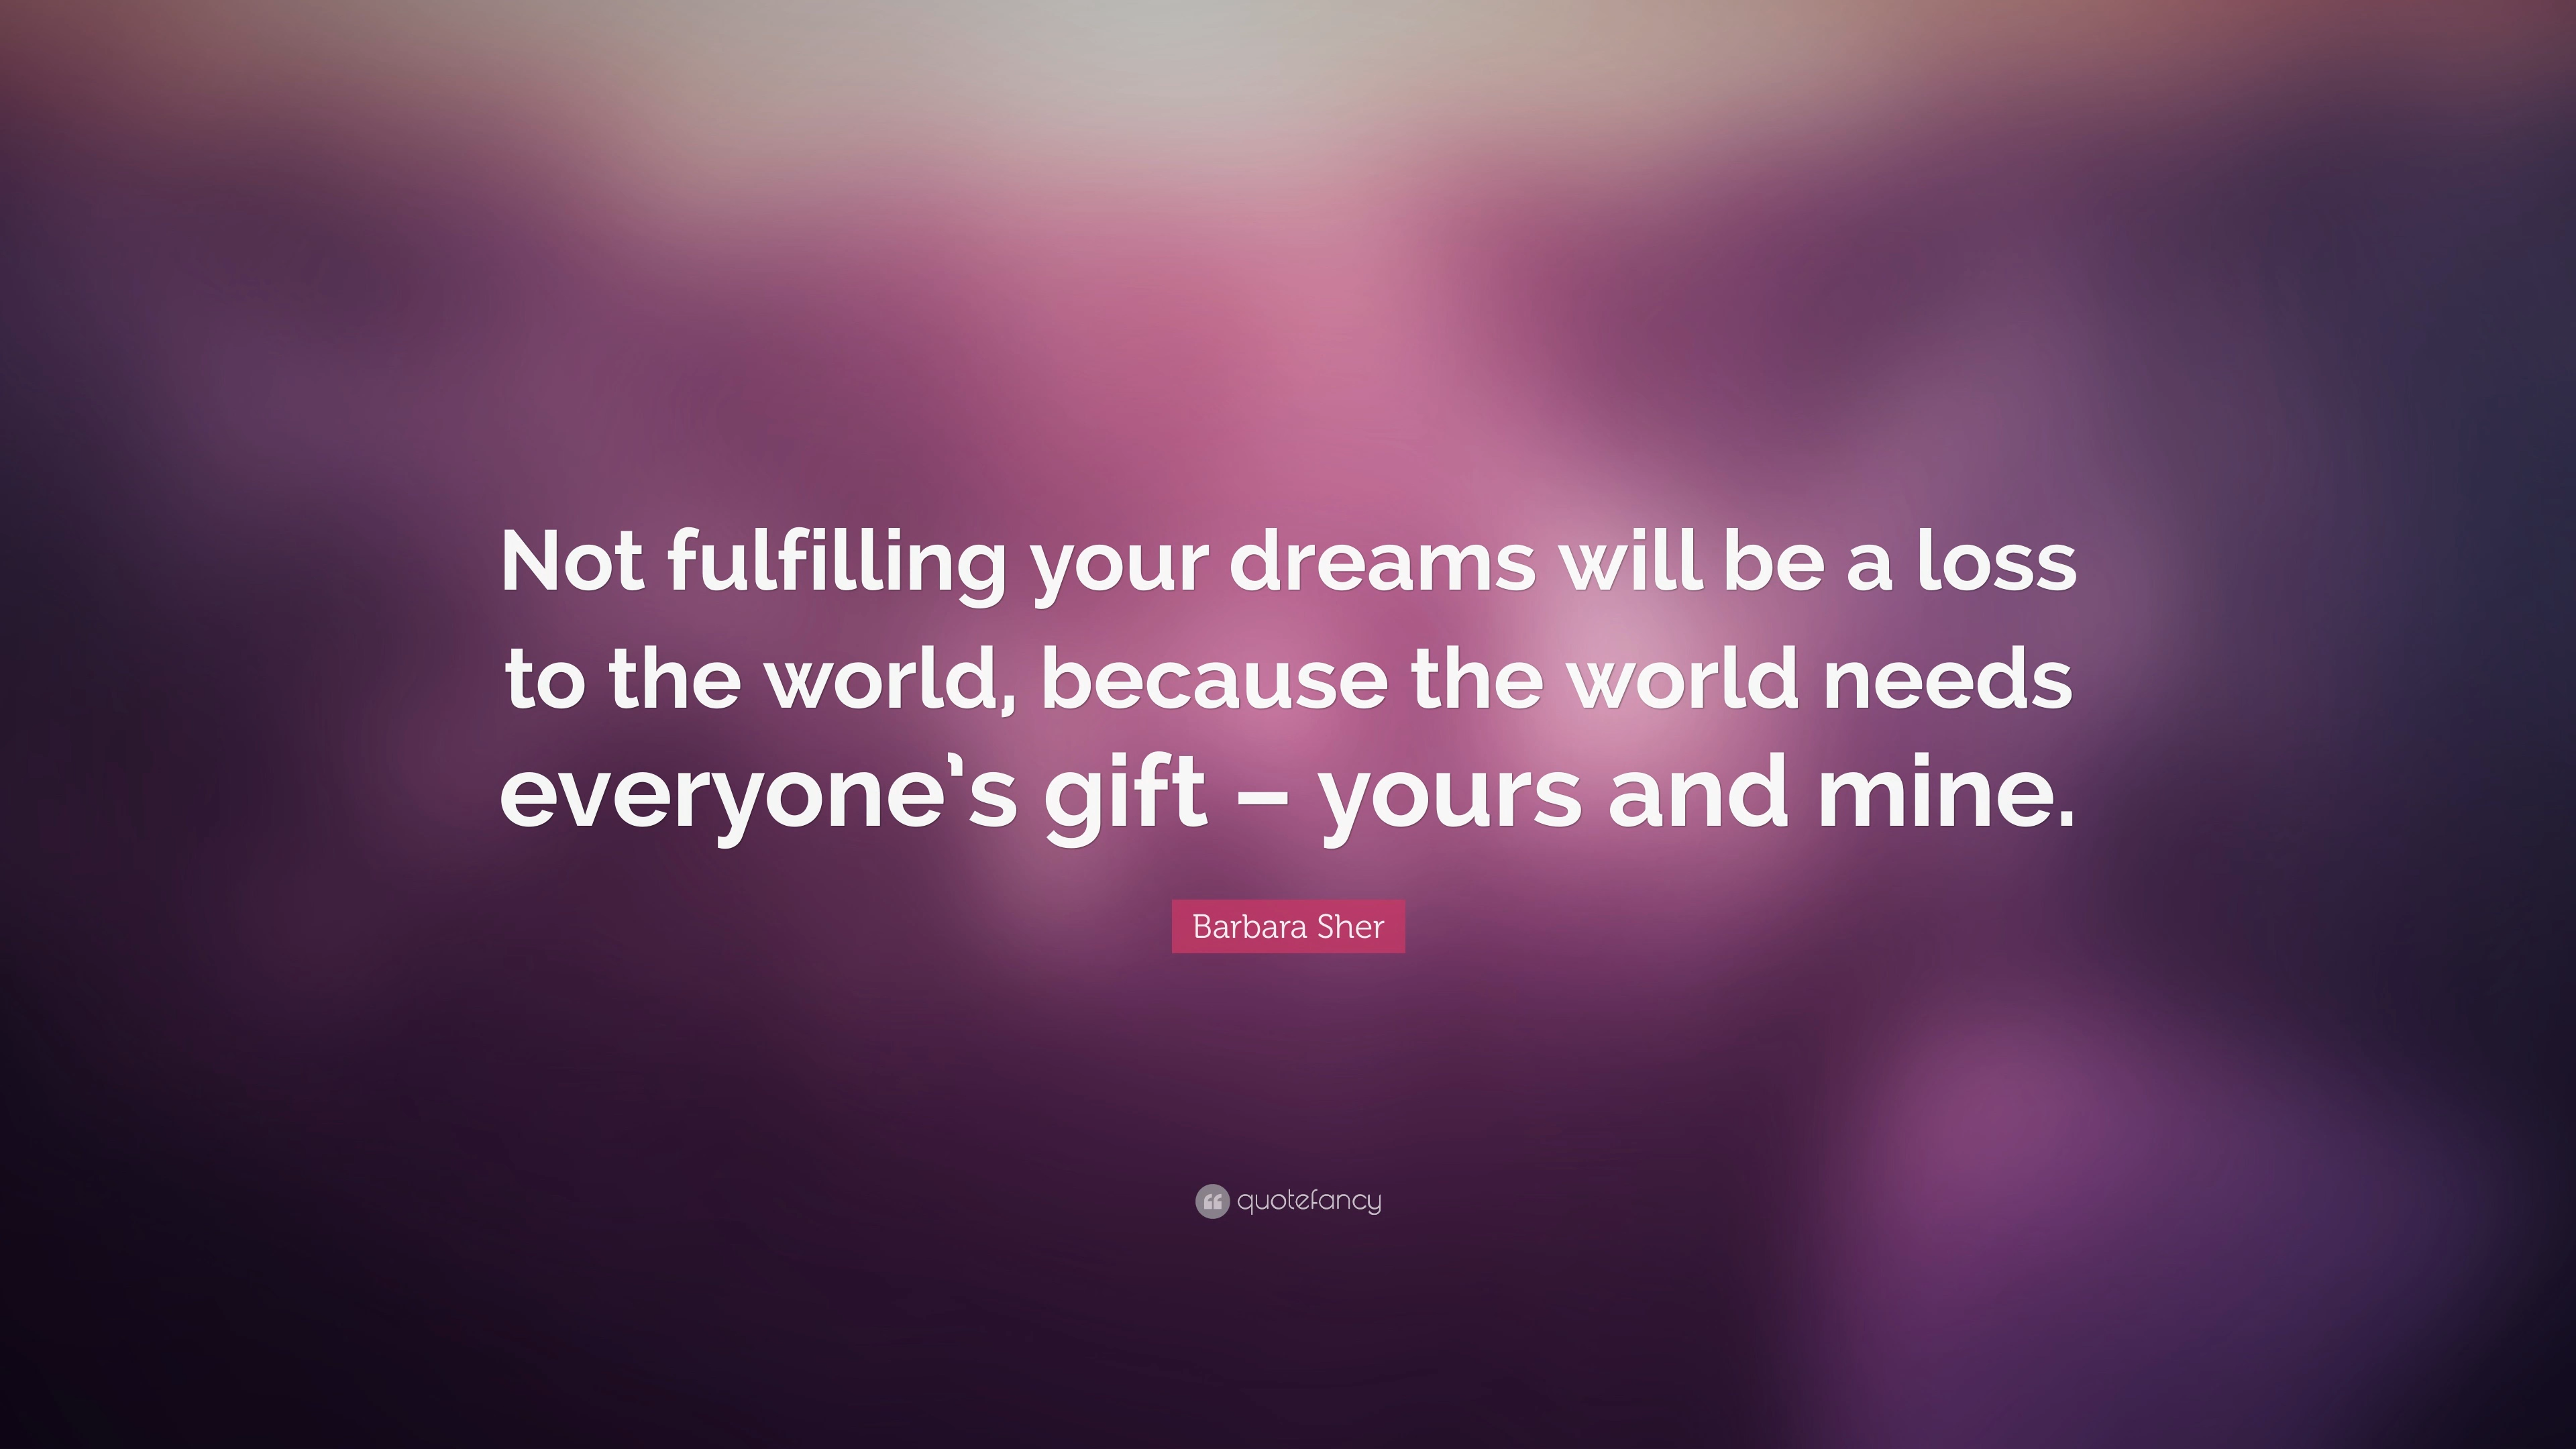 Not fulfilling your dreams will be a loss
to the world, because the world needs
everyone’s gift – yours and mine.
Barbara Sher
quotefancy